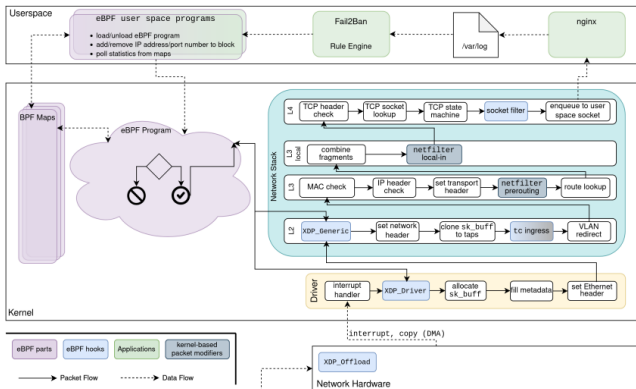 Userspace
eBPF user space programs
• load/unload eBPF program
• add/remove IP address/port number to block
• poll statistics from maps
Fail2Ban
Rule Engine
/var/log
nginx
Kernel
BPF Maps
eBPF Program
Network Stack
L4
TCP header
check
TCP socket
lookup
TCP state
machine
socket filter
enqueue to user
space socket
L3
local
combine
fragments
netfilter
local-in
L3
MAC check
IP header
check
set transport
header
netfilter
prerouting
route lookup
L2
XDP_Generic
set network
header
clone sk_buff
to taps
tc ingress
VLAN
redirect
Driver
interrupt
handler
XDP_Driver
allocate
sk_buff
fill metadata
set Ethernet
header
interrupt, copy (DMA)
XDP_Offload
Network Hardware
eBPF parts
eBPF hooks
Applications
kernel-based
packet modifiers
Packet Flow
Data Flow